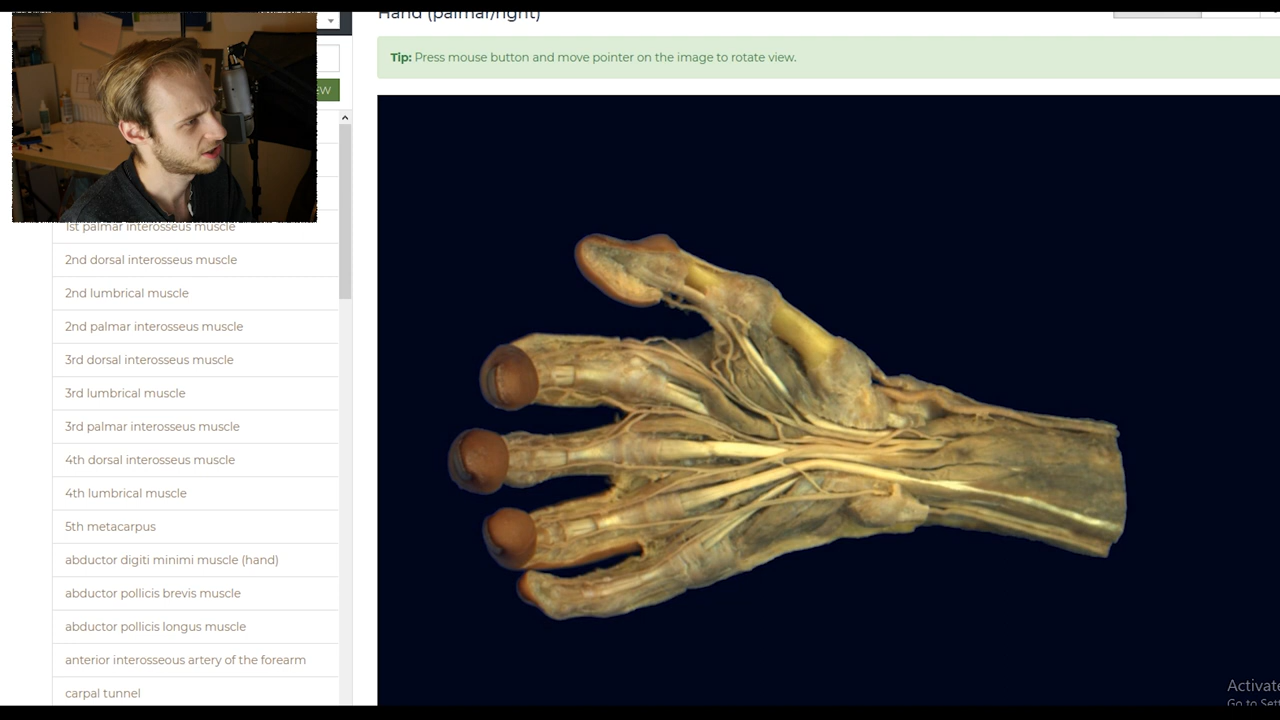 Hand (palmar/right)
Tip: Press mouse button and move pointer on the image to rotate view.
1st palmar interosseus muscle
2nd dorsal interosseus muscle
2nd lumbrical muscle
2nd palmar interosseus muscle
3rd dorsal interosseus muscle
3rd lumbrical muscle
3rd palmar interosseus muscle
4th dorsal interosseus muscle
4th lumbrical muscle
5th metacarpus
abductor digiti minimi muscle (hand)
abductor pollicis brevis muscle
abductor pollicis longus muscle
anterior interosseous artery of the forearm
carpal tunnel
Activate